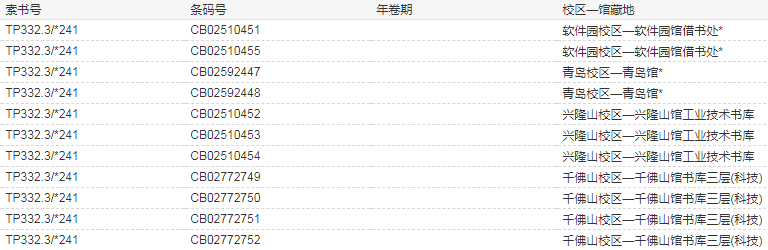 索书号 条码号 年卷期 校区—馆藏地
TP332.3/*241 CB02510451 软件园校区—软件园馆借书处*
TP332.3/*241 CB02510455 软件园校区—软件园馆借书处*
TP332.3/*241 CB02592447 青岛校区—青岛馆*
TP332.3/*241 CB02592448 青岛校区—青岛馆*
TP332.3/*241 CB02510452 兴隆山校区—兴隆山馆工业技术书库
TP332.3/*241 CB02510453 兴隆山校区—兴隆山馆工业技术书库
TP332.3/*241 CB02510454 兴隆山校区—兴隆山馆工业技术书库
TP332.3/*241 CB02772749 千佛山校区—千佛山馆书库三层(科技)
TP332.3/*241 CB02772750 千佛山校区—千佛山馆书库三层(科技)
TP332.3/*241 CB02772751 千佛山校区—千佛山馆书库三层(科技)
TP332.3/*241 CB02772752 千佛山校区—千佛山馆书库三层(科技)